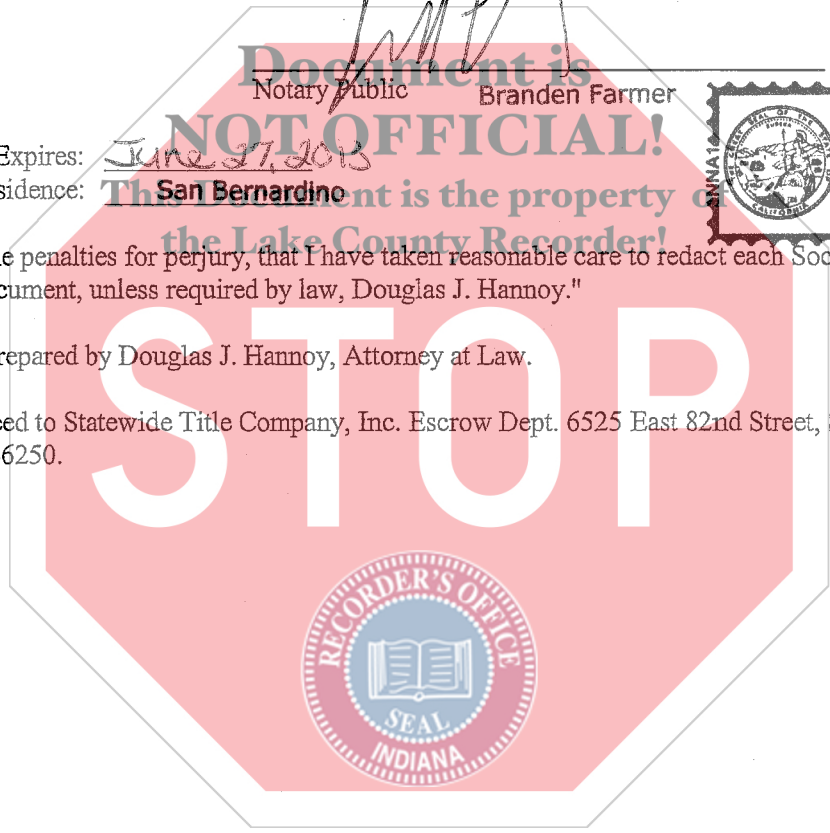 Document is
Notary Public Branden Farmer
NOT OFFICIAL!
Expires: June 27, 2013
sidence: San Bernardino
This Document is the property of
the Lake County Recorder!
e penalties for perjury, that I have taken reasonable care to redact each Soc
cument, unless required by law, Douglas J. Hannoy."
repared by Douglas J. Hannoy, Attorney at Law.
STOP
ed to Statewide Title Company, Inc. Escrow Dept. 6525 East 82nd Street,
6250.
RECORDER'S OFFICE
SEAL
INDIANA